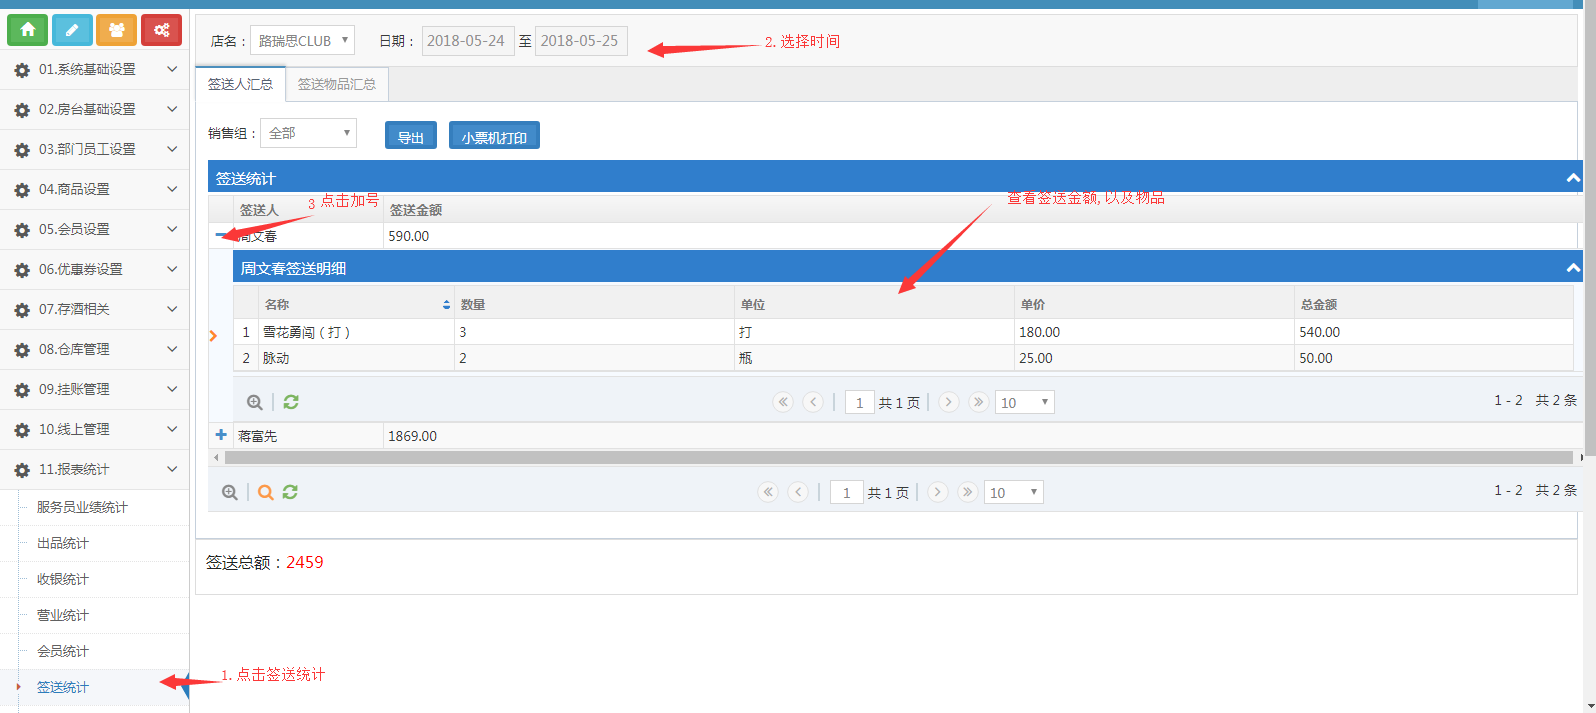 店名： 路瑞思CLUB 日期： 2018-05-24 至 2018-05-25
2. 选择时间
签送人汇总 签送物品汇总
销售组： 全部 导出 小票机打印
签送统计
签送人 签送金额
3 点击加号
查看签送金额,以及物品
周文春 590.00
周文春签送明细
名称 数量 单位 单价 总金额
1 雪花勇闯（打） 3 打 180.00 540.00
2 脉动 2 瓶 25.00 50.00
1 共 1 页 10 1 - 2 共 2 条
蒋富先 1869.00
1 共 1 页 10 1 - 2 共 2 条
签送总额：2459
01.系统基础设置
02.房台基础设置
03.部门员工设置
04.商品设置
05.会员设置
06.优惠券设置
07.存酒相关
08.仓库管理
09.挂账管理
10.线上管理
11.报表统计
服务员业绩统计
出品统计
收银统计
营业统计
会员统计
签送统计
1. 点击签送统计